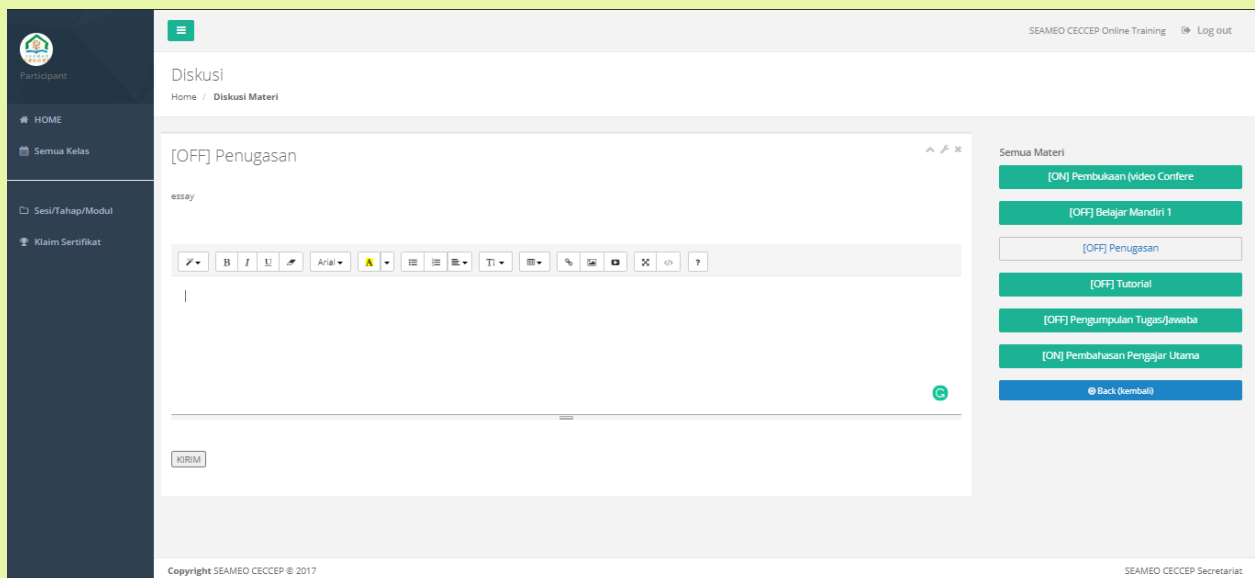 SEAMEO CECCEP Online Training
Log out
Participant
Diskusi
Home / Diskusi Materi
HOME
Semua Kelas
Sesi/Tahap/Modul
Klaim Sertifikat
[OFF] Penugasan
essay
B I U Arial A T ?
KIRIM
Semua Materi
[ON] Pembukaan (video Confere
[OFF] Belajar Mandiri 1
[OFF] Penugasan
[OFF] Tutorial
[OFF] Pengumpulan Tugas/Jawaba
[ON] Pembahasan Pengajar Utama
Back (kembali)
Copyright SEAMEO CECCEP © 2017
SEAMEO CECCEP Secretariat